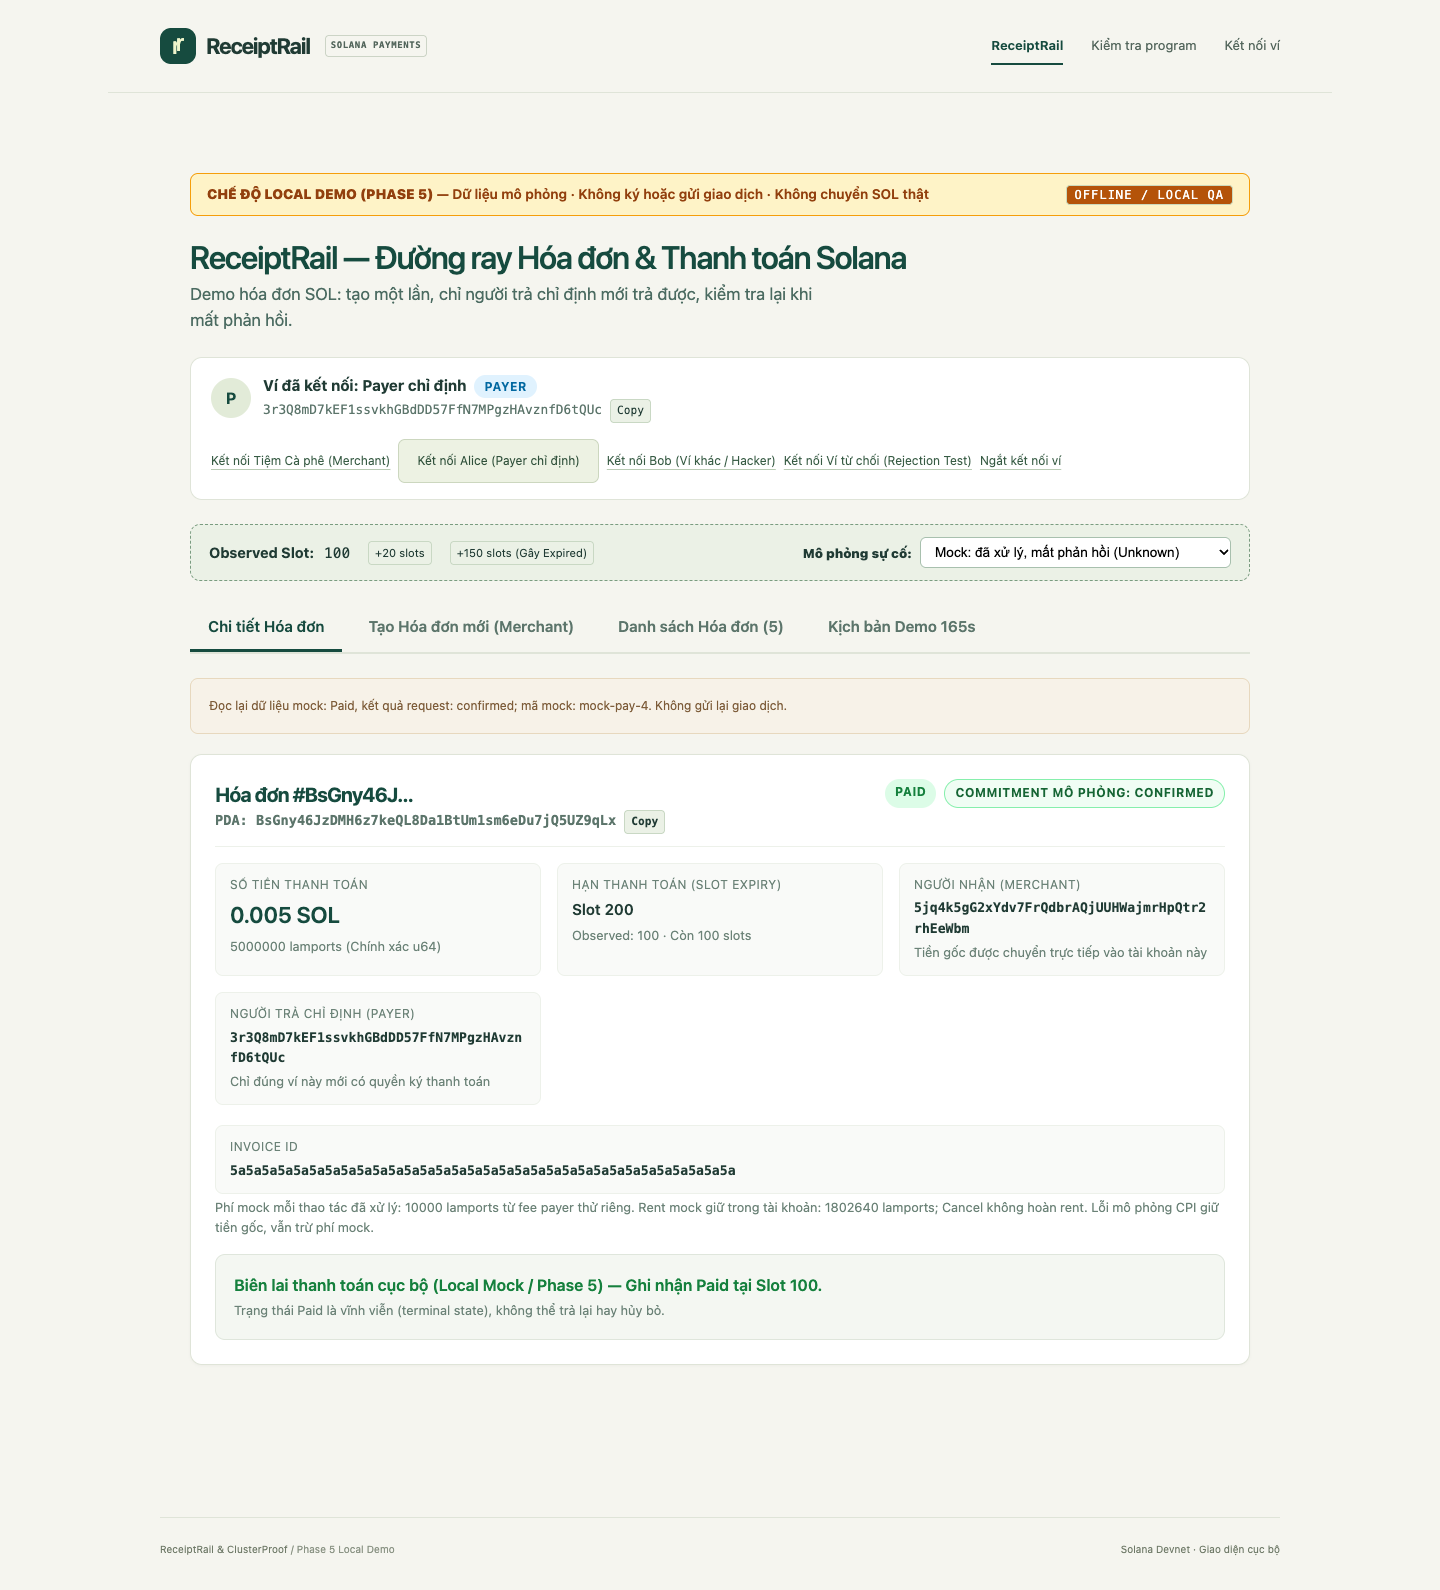 ReceiptRail SOLANA PAYMENTS
ReceiptRail Kiểm tra program Kết nối ví
CHẾ ĐỘ LOCAL DEMO (PHASE 5) — Dữ liệu mô phỏng · Không ký hoặc gửi giao dịch · Không chuyển SOL thật OFFLINE / LOCAL QA
ReceiptRail — Đường ray Hóa đơn & Thanh toán Solana
Demo hóa đơn SOL: tạo một lần, chỉ người trả chỉ định mới trả được, kiểm tra lại khi
mất phản hồi.
P
Ví đã kết nối: Payer chỉ định PAYER
3r3Q8mD7kEF1ssvkhGBdDD57FfN7MPgzHAvznfD6tQUc Copy
Kết nối Tiệm Cà phê (Merchant) Kết nối Alice (Payer chỉ định) Kết nối Bob (Ví khác / Hacker) Kết nối Ví từ chối (Rejection Test) Ngắt kết nối ví
Observed Slot: 100 +20 slots +150 slots (Gây Expired) Mô phỏng sự cố: Mock: đã xử lý, mất phản hồi (Unknown)
Chi tiết Hóa đơn Tạo Hóa đơn mới (Merchant) Danh sách Hóa đơn (5) Kịch bản Demo 165s
Đọc lại dữ liệu mock: Paid, kết quả request: confirmed; mã mock: mock-pay-4. Không gửi lại giao dịch.
Hóa đơn #BsGny46J... PAID COMMITMENT MÔ PHỎNG: CONFIRMED
PDA: BsGny46JzDMH6z7keQL8Da1BtUm1sm6eDu7jQ5UZ9qLx Copy
SỐ TIỀN THANH TOÁN
0.005 SOL
5000000 lamports (Chính xác u64)
HẠN THANH TOÁN (SLOT EXPIRY)
Slot 200
Observed: 100 · Còn 100 slots
NGƯỜI NHẬN (MERCHANT)
5jq4k5gG2xYdv7FrQdbrAQjUUHWajmrHpQtr2
rhEeWbm
Tiền gốc được chuyển trực tiếp vào tài khoản này
NGƯỜI TRẢ CHỈ ĐỊNH (PAYER)
3r3Q8mD7kEF1ssvkhGBdDD57FfN7MPgzHAvzn
fD6tQUc
Chỉ đúng ví này mới có quyền ký thanh toán
INVOICE ID
5a5a5a5a5a5a5a5a5a5a5a5a5a5a5a5a5a5a5a5a5a5a5a5a5a5a5a5a5a5a5a5a
Phí mock mỗi thao tác đã xử lý: 10000 lamports từ fee payer thử riêng. Rent mock giữ trong tài khoản: 1802640 lamports; Cancel không hoàn rent. Lỗi mô phỏng CPI giữ
tiền gốc, vẫn trừ phí mock.
Biên lai thanh toán cục bộ (Local Mock / Phase 5) — Ghi nhận Paid tại Slot 100.
Trạng thái Paid là vĩnh viễn (terminal state), không thể trả lại hay hủy bỏ.
ReceiptRail & ClusterProof / Phase 5 Local Demo Solana Devnet · Giao diện cục bộ